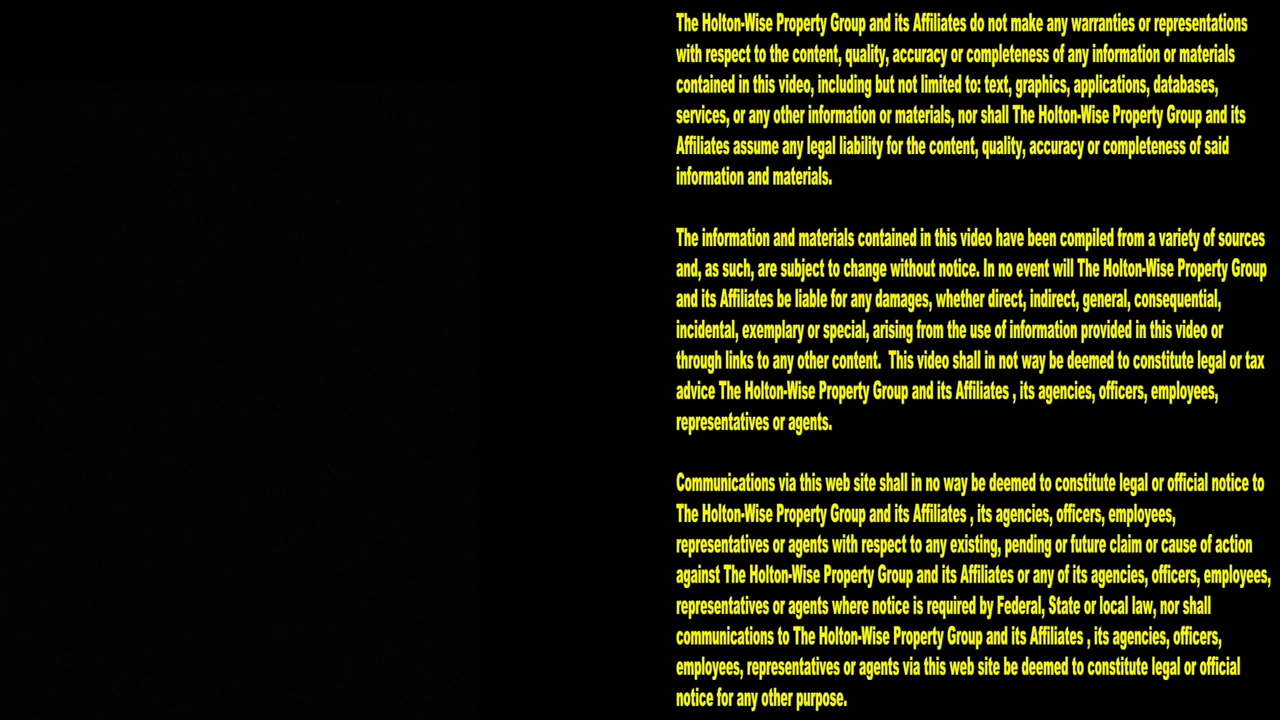 The Holton-Wise Property Group and its Affiliates do not make any warranties or representations
with respect to the content, quality, accuracy or completeness of any information or materials
contained in this video, including but not limited to: text, graphics, applications, databases,
services, or any other information or materials, nor shall The Holton-Wise Property Group and its
Affiliates assume any legal liability for the content, quality, accuracy or completeness of said
information and materials.
The information and materials contained in this video have been compiled from a variety of sources
and, as such, are subject to change without notice. In no event will The Holton-Wise Property Group
and its Affiliates be liable for any damages, whether direct, indirect, general, consequential,
incidental, exemplary or special, arising from the use of information provided in this video or
through links to any other content.  This video shall in not way be deemed to constitute legal or tax
advice The Holton-Wise Property Group and its Affiliates , its agencies, officers, employees,
representatives or agents.
Communications via this web site shall in no way be deemed to constitute legal or official notice to
The Holton-Wise Property Group and its Affiliates , its agencies, officers, employees,
representatives or agents with respect to any existing, pending or future claim or cause of action
against The Holton-Wise Property Group and its Affiliates or any of its agencies, officers, employees,
representatives or agents where notice is required by Federal, State or local law, nor shall
communications to The Holton-Wise Property Group and its Affiliates , its agencies, officers,
employees, representatives or agents via this web site be deemed to constitute legal or official
notice for any other purpose.